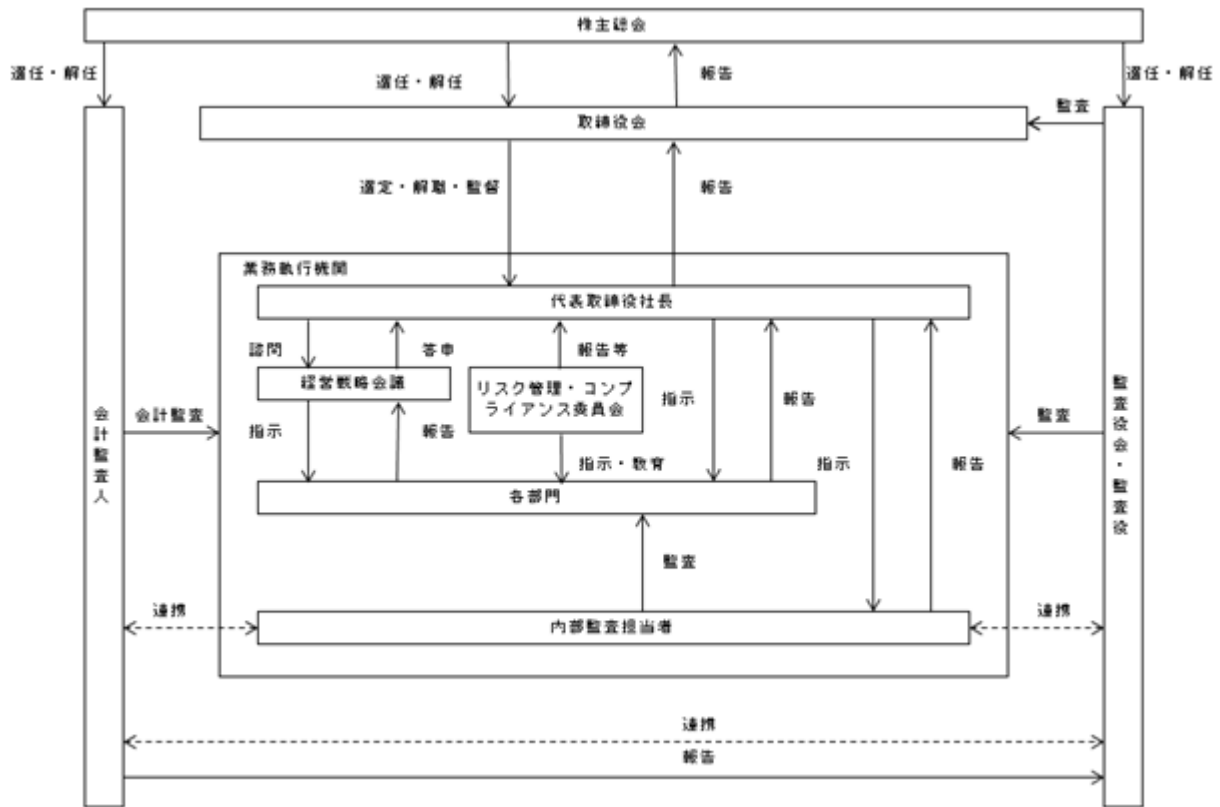 株主総会
選任・解任
選任・解任
報告
選任・解任
取締役会
監査
選定・解職・監督
報告
業務執行機関
代表取締役社長
諮問
答申
報告等
経営戦略会議
リスク管理・コンプ
ライアンス委員会
指示
報告
会計監査人
会計監査
指示
報告
指示・教育
指示
報告
監査
監査役会・監査役
各部門
監査
連携
内部監査担当者
連携
連携
報告